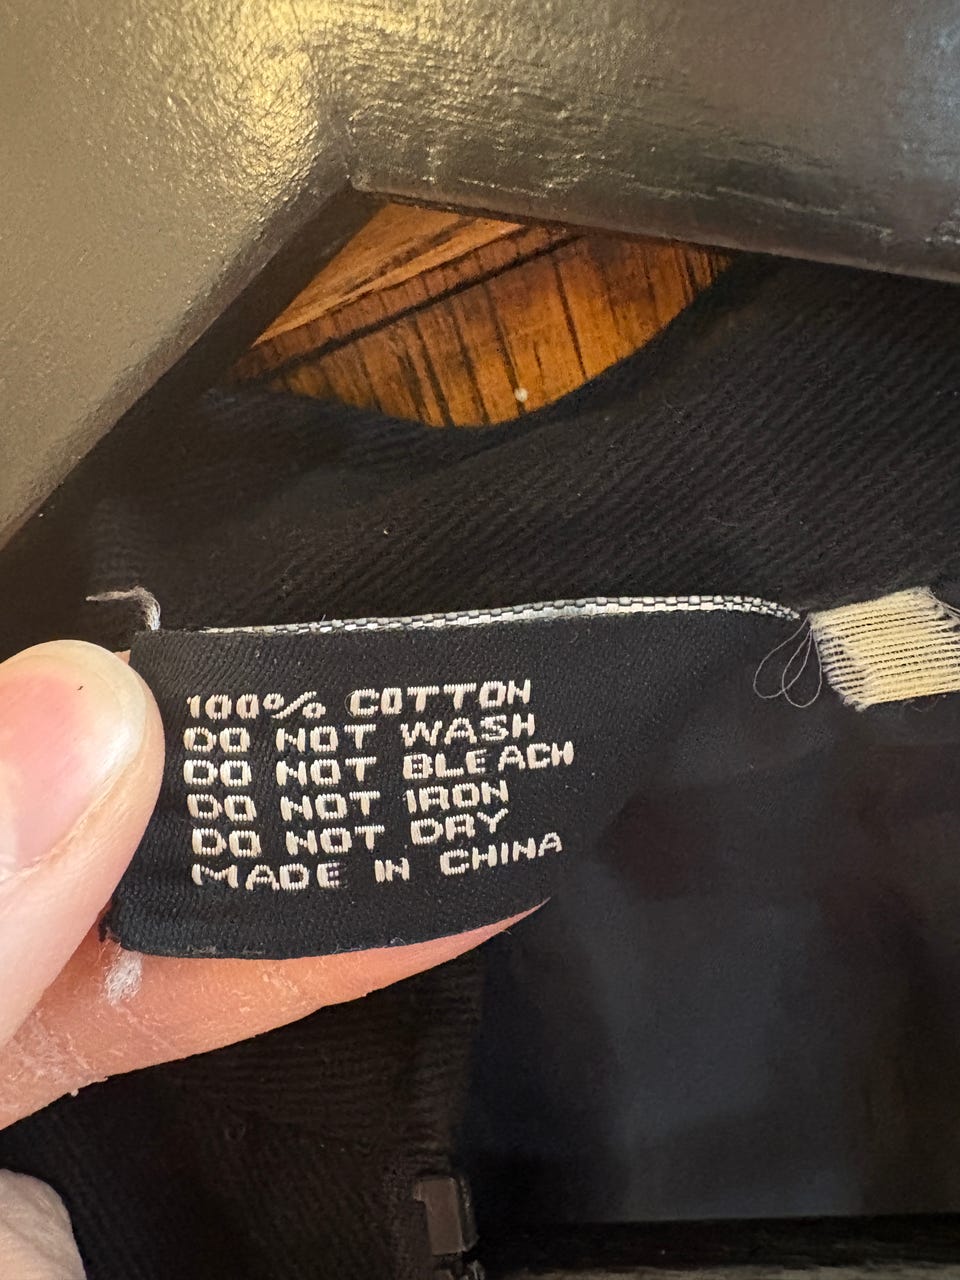 100% COTTON
DO NOT WASH
DO NOT BLEACH
DO NOT IRON
DO NOT DRY
MADE IN CHINA